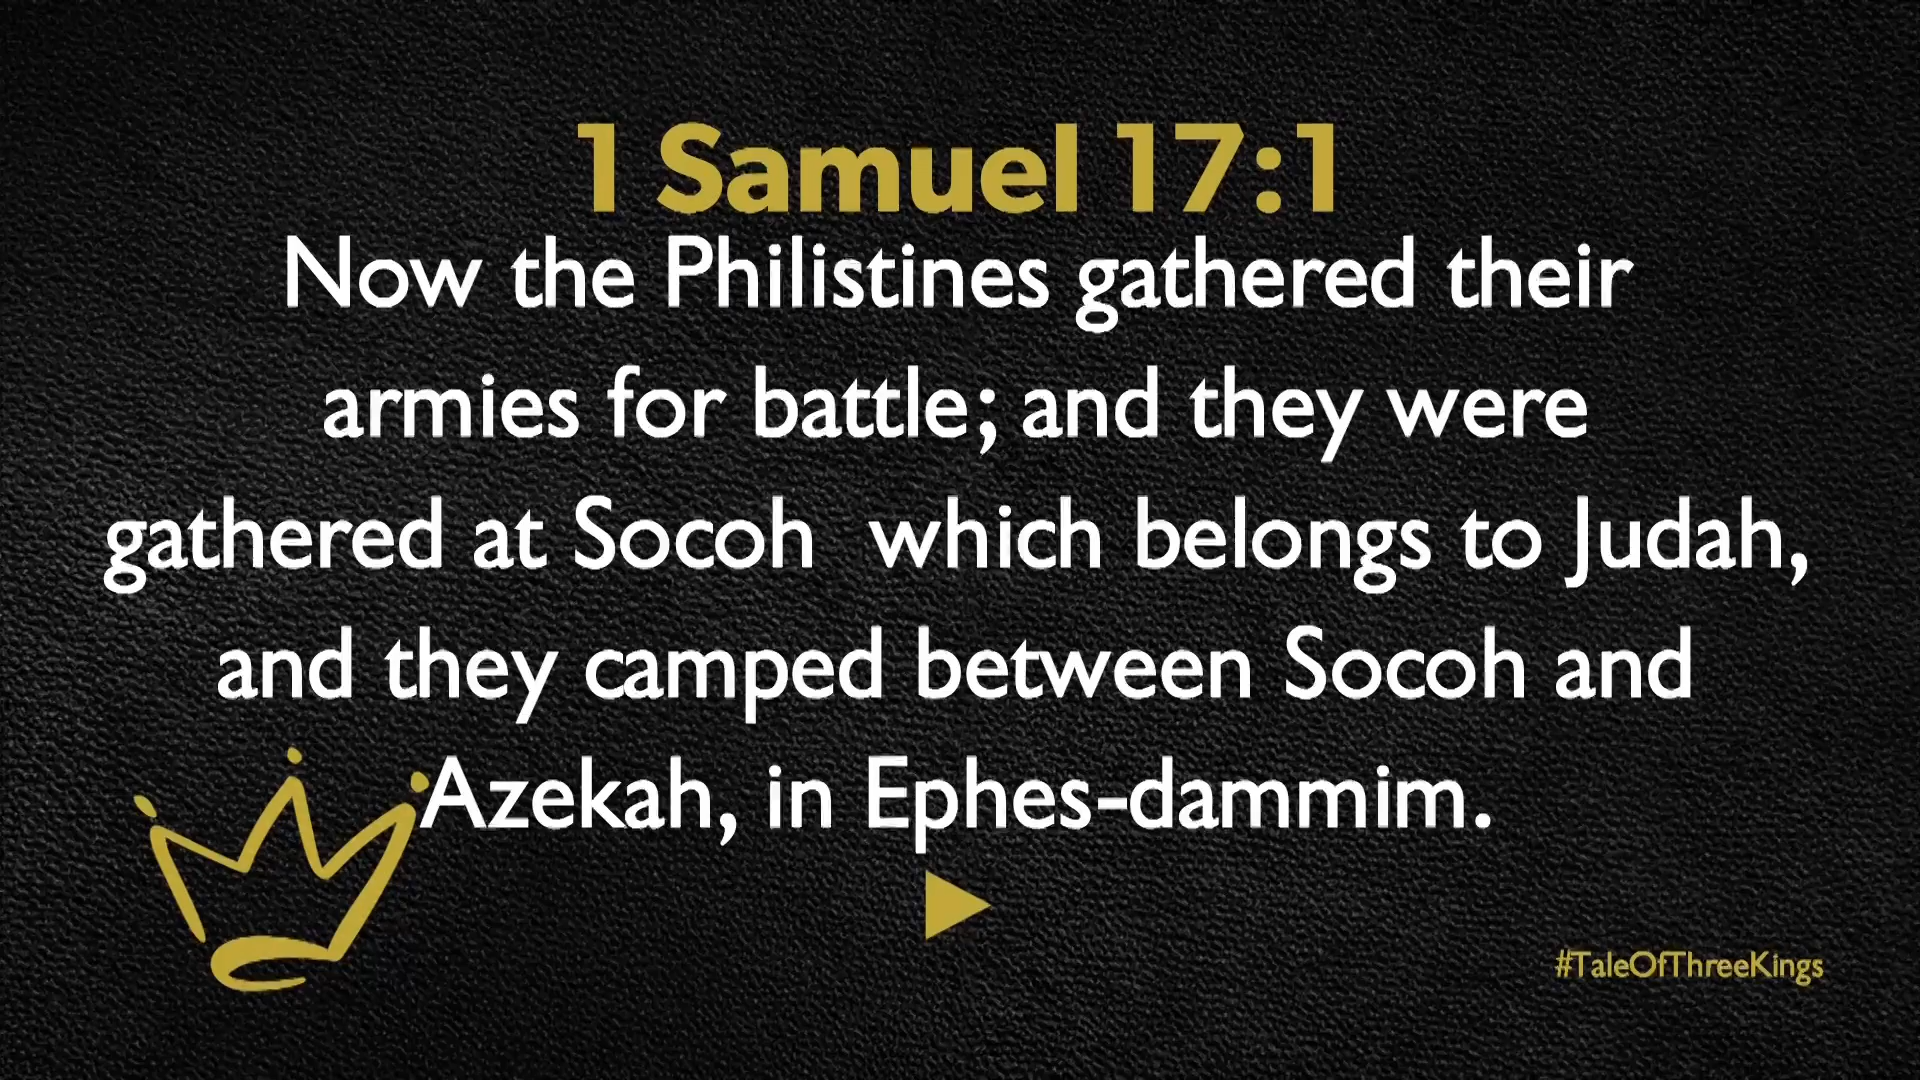 1 Samuel 17:1
Now the Philistines gathered their
armies for battle; and they were
gathered at Socoh  which belongs to Judah,
and they camped between Socoh and
Azekah, in Ephes-dammim.
#TaleOfThreeKings